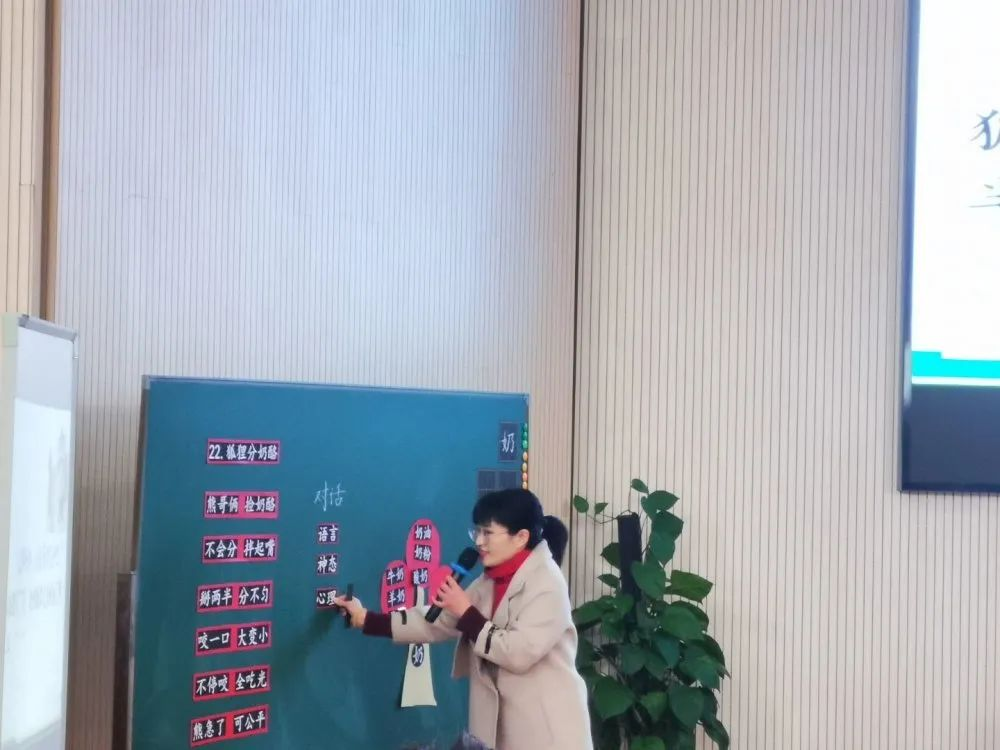 22. 狐狸分奶酪
熊哥俩 捡奶酪
不会分 拌起嘴
掰两半 分不匀
咬一口 大变小
不停咬 全吃光
熊急了 可公平
对话
语言
神态
心理
奶油
奶粉
酸奶
牛奶
羊奶
奶
奶